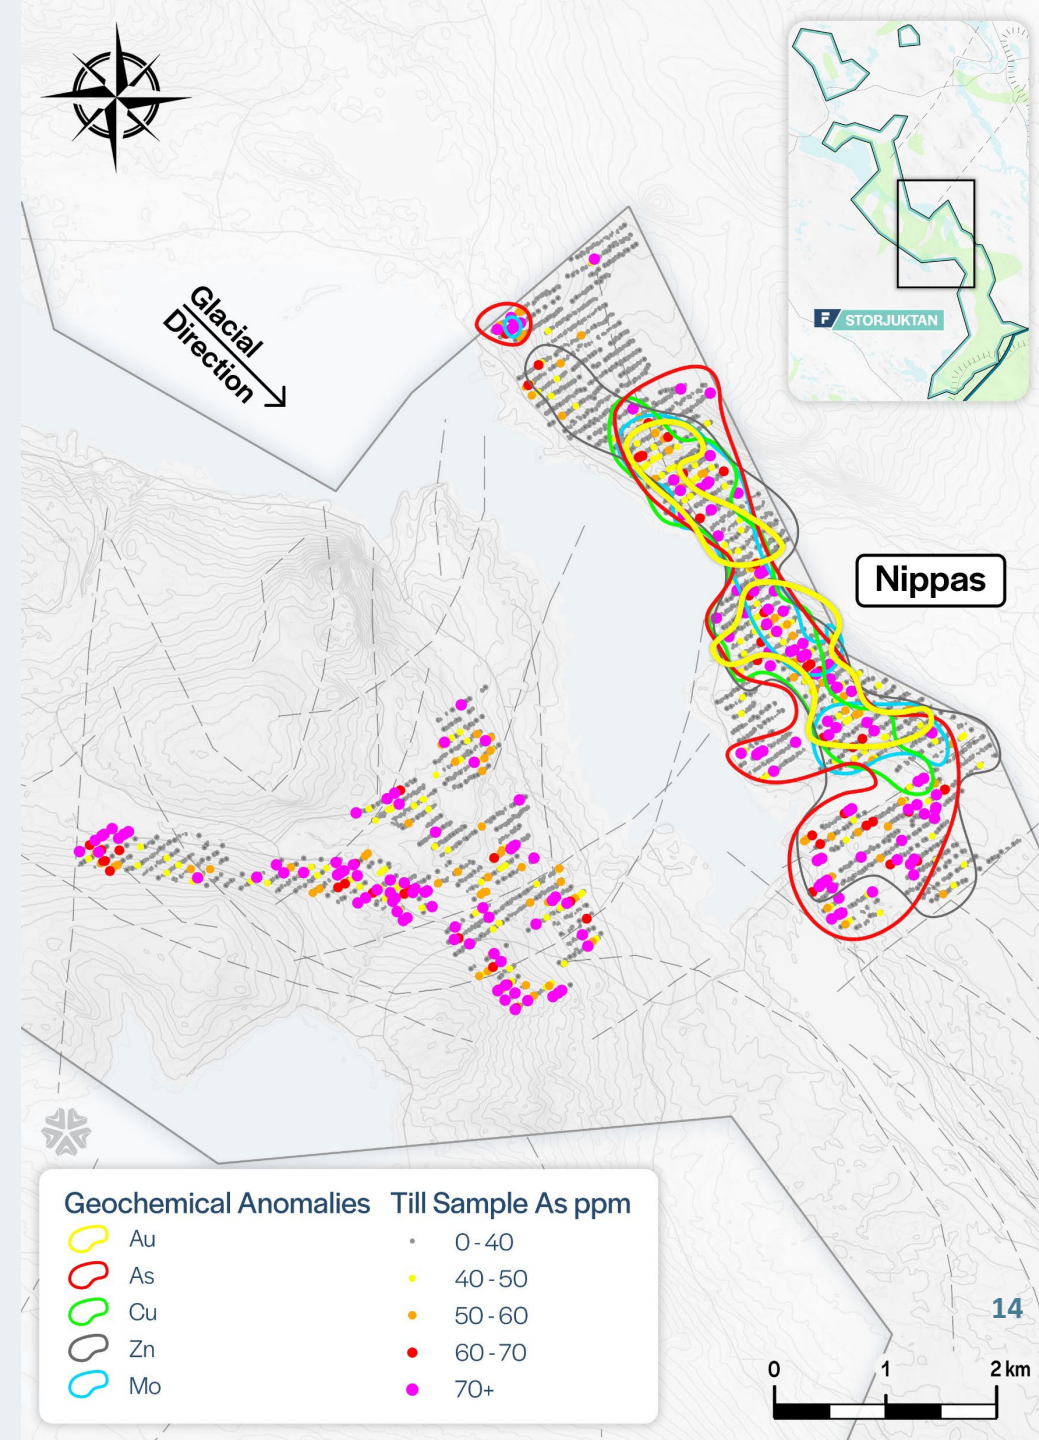 F STORJUKTAN
Glacial
Direction
Nippas
Geochemical Anomalies
Au
As
Cu
Zn
Mo
Till Sample As ppm
0-40
40-50
50-60
60-70
70+
14
0 1 2 km